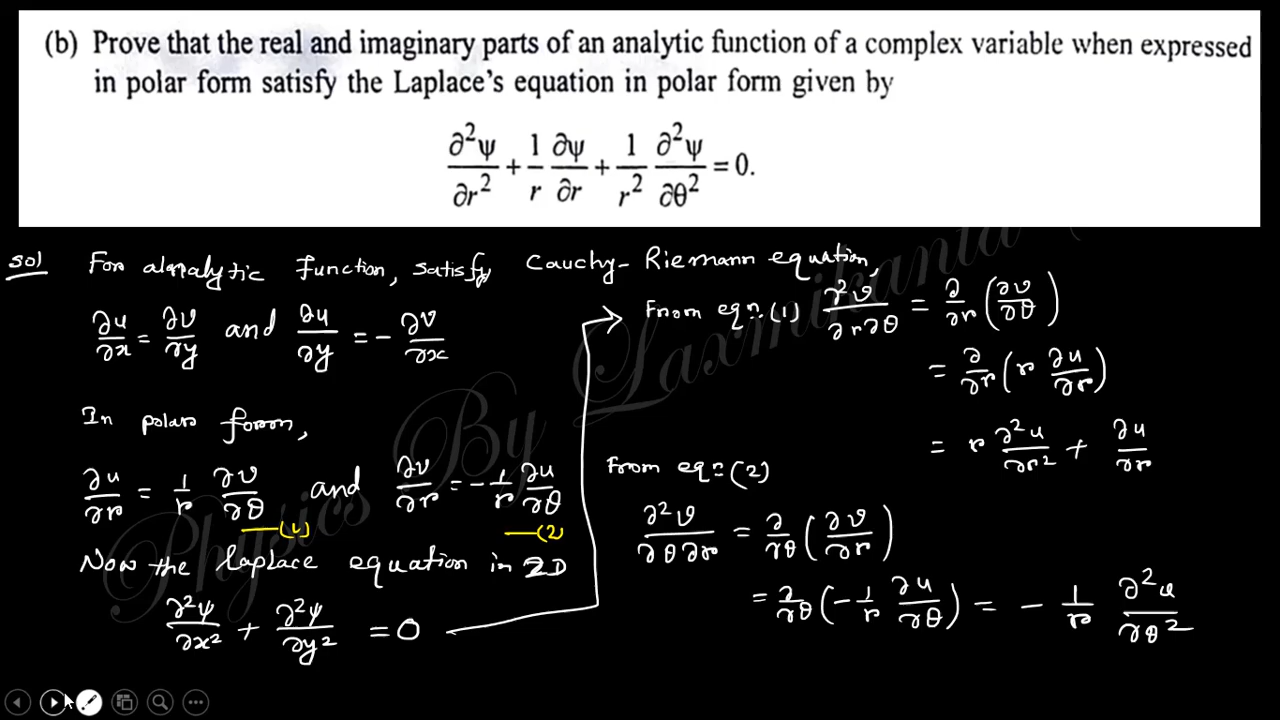 (b) Prove that the real and imaginary parts of an analytic function of a complex variable when expressed
in polar form satisfy the Laplace's equation in polar form given by
∂²ψ/∂r² + 1/r ∂ψ/∂r + 1/r² ∂²ψ/∂θ² = 0.
Sol For analytic function, satisfy Cauchy-Riemann equation,
∂u/∂x = ∂v/∂y and ∂u/∂y = - ∂v/∂x
In polar form,
∂u/∂r = 1/r ∂v/∂θ —(1) and ∂v/∂r = - 1/r ∂u/∂θ —(2)
Now the laplace equation in 2D
∂²ψ/∂x² + ∂²ψ/∂y² = 0
From eqn: (1) ∂²v/∂r∂θ = ∂/∂r (∂v/∂θ)
= ∂/∂r (r ∂u/∂r)
= r ∂²u/∂r² + ∂u/∂r
From eqn: (2)
∂²v/∂θ∂r = ∂/∂θ (∂v/∂r)
= ∂/∂θ (- 1/r ∂u/∂θ) = - 1/r ∂²u/∂θ²
Physics By Laxmikanta